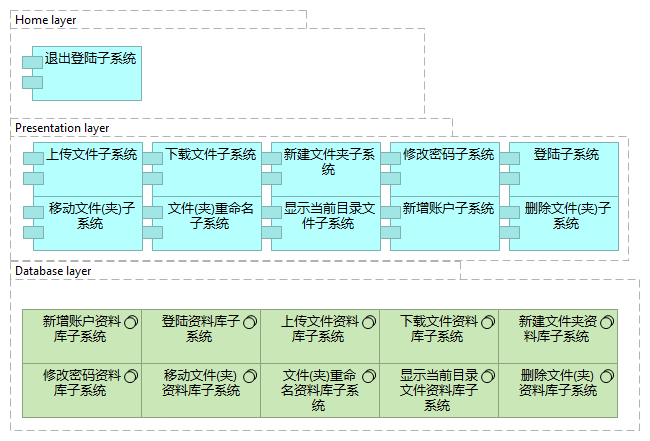 Home layer
退出登陆子系统
Presentation layer
上传文件子系统
下载文件子系统
新建文件夹子系
统
修改密码子系统
登陆子系统
移动文件(夹)子
系统
文件(夹)重命名
子系统
显示当前目录文
件子系统
新增账户子系统
删除文件(夹)子
系统
Database layer
新增账户资料
库子系统
登陆资料库子
系统
上传文件资料
库子系统
下载文件资料
库子系统
新建文件夹资
料库子系统
修改密码资料
库子系统
移动文件(夹)
资料库子系统
文件(夹)重命
名资料库子系
统
显示当前目录
文件资料库子
系统
删除文件(夹)
资料库子系统